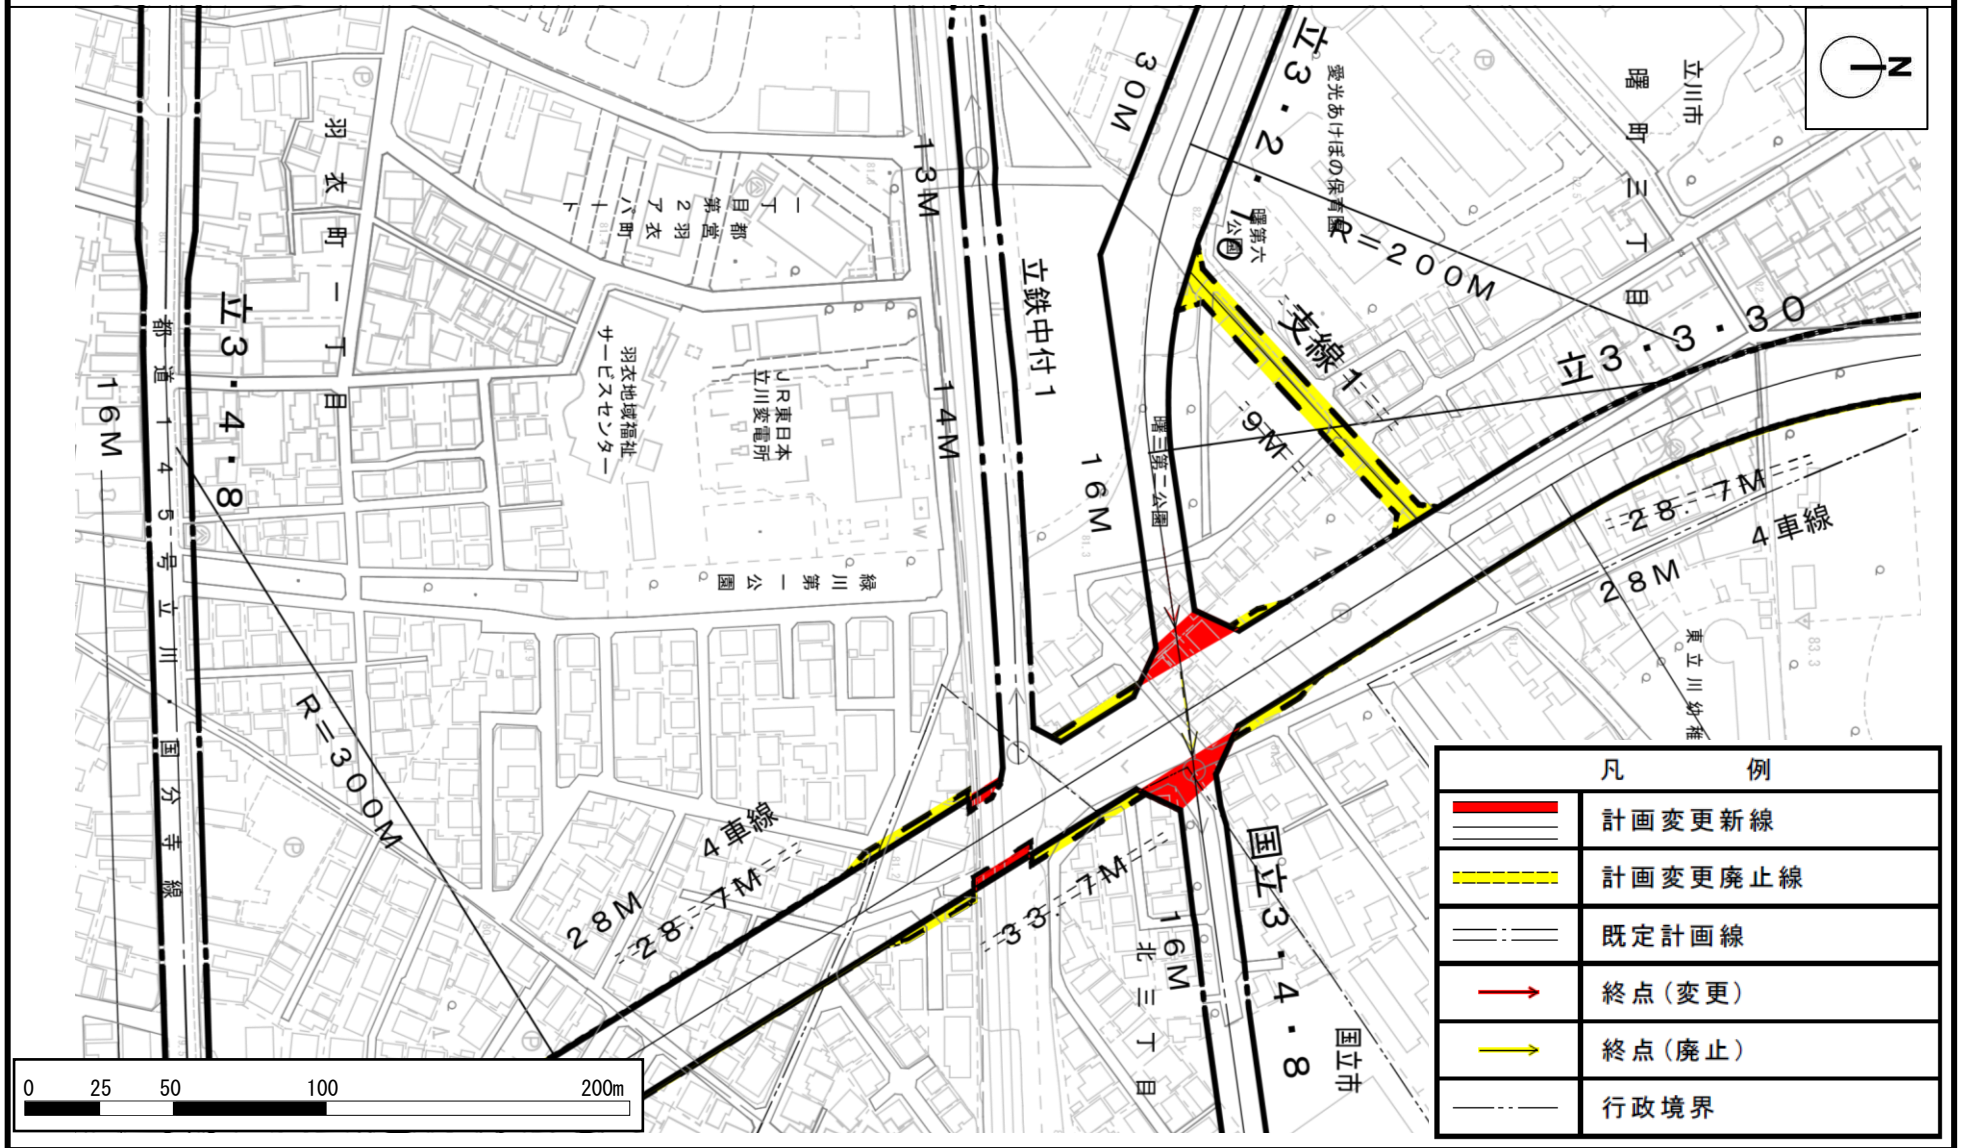 N
立川市
曙町三丁目
愛光あけぼの保育園
立3・2・10
30M
曙第六
公園
R=200M
立3・3・30
支線1
9M
曙三第二公園
16M
13M
立鉄中付1
14M
一丁目
都営
第2羽衣町
アパート
羽衣町一丁目
立3・4・8
16M
都道145号立川・国分寺線
羽衣地域福祉
サービスセンター
JR東日本
立川変電所
緑川第一公園
R=300M
28.7M
4車線
28M
東立川幼稚
83.3
4車線
28.7M
28M
33.7M
16M
北三丁目
国立3・4・8
国立市
凡例
計画変更新線
計画変更廃止線
既定計画線
終点(変更)
終点(廃止)
行政境界
0 25 50 100 200m